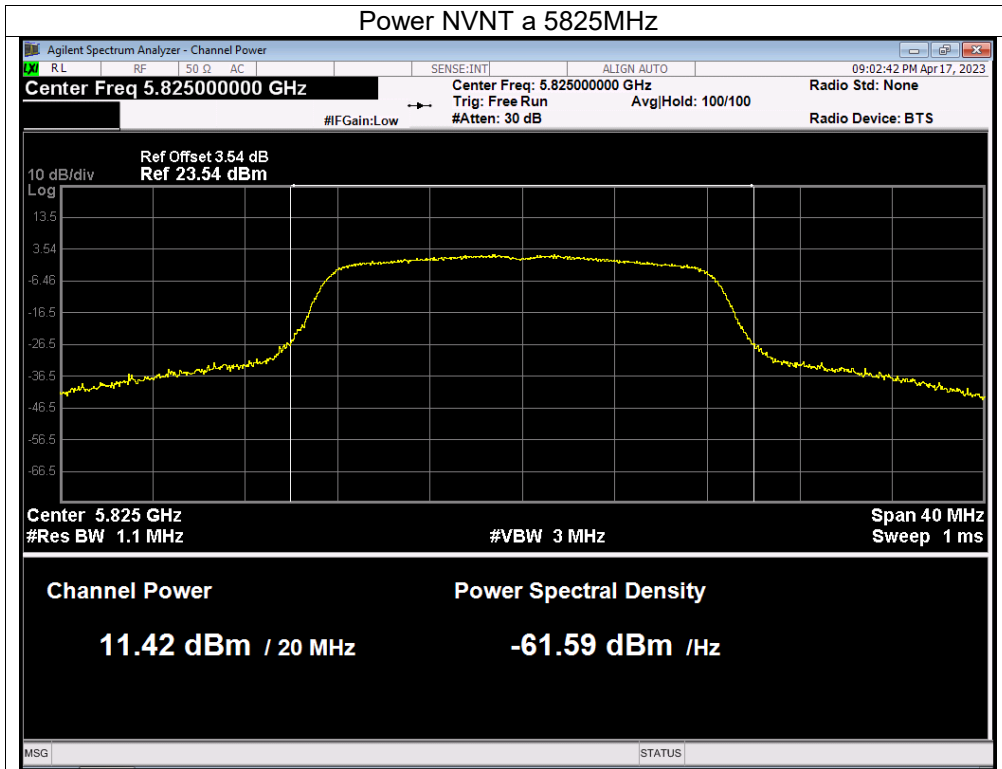 Power NVNT a 5825MHz
Agilent Spectrum Analyzer - Channel Power
LXI RL RF 50 Ω AC SENSE:INT ALIGN AUTO 09:02:42 PM Apr 17, 2023
Center Freq 5.825000000 GHz Center Freq: 5.825000000 GHz Radio Std: None
Trig: Free Run Avg|Hold: 100/100
#IFGain:Low #Atten: 30 dB Radio Device: BTS
Ref Offset 3.54 dB
10 dB/div Ref 23.54 dBm
Log
13.5
3.54
-6.46
-16.5
-26.5
-36.5
-46.5
-56.5
-66.5
Center 5.825 GHz Span 40 MHz
#Res BW 1.1 MHz #VBW 3 MHz Sweep 1 ms
Channel Power Power Spectral Density
11.42 dBm / 20 MHz -61.59 dBm /Hz
MSG STATUS